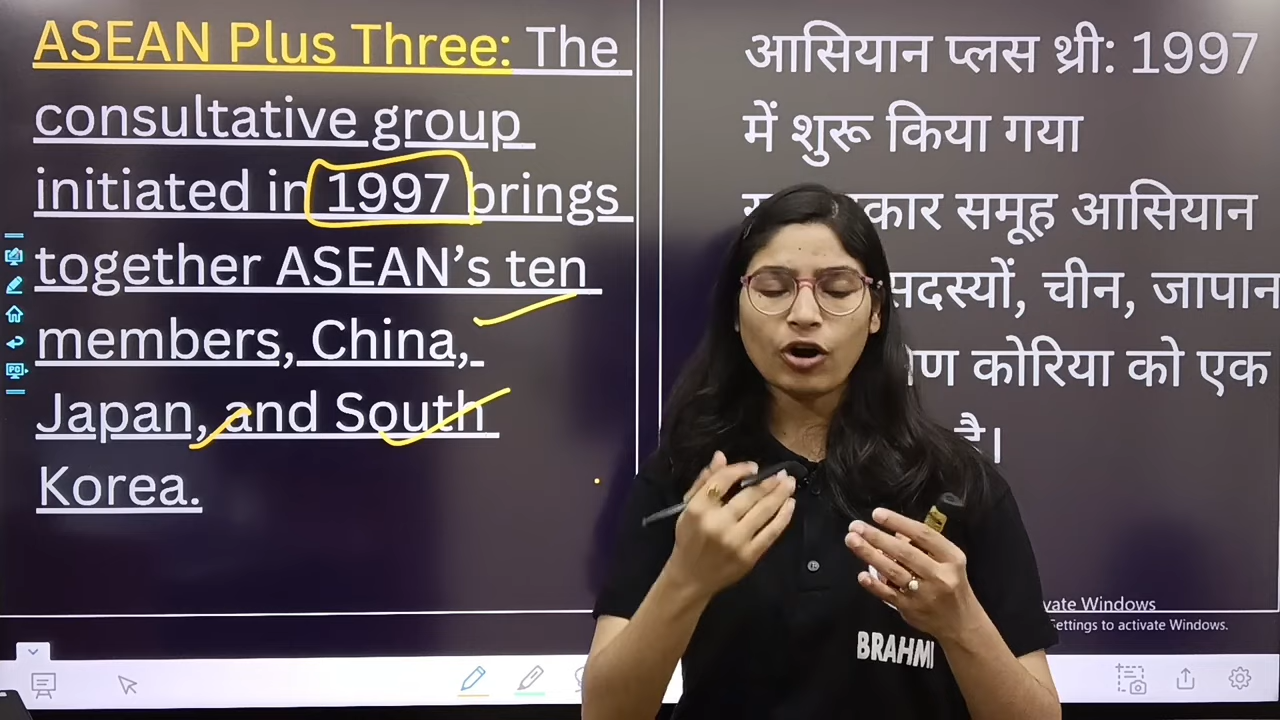 ASEAN Plus Three: The
consultative group
initiated in 1997 brings
together ASEAN’s ten
members, China,
Japan, and South
Korea.
आसियान प्लस थ्री: 1997
में शुरू किया गया
समूह आसियान
सदस्यों, चीन, जापान
कोरिया को एक
है।
BRAHMI
Windows
Settings to activate Windows.